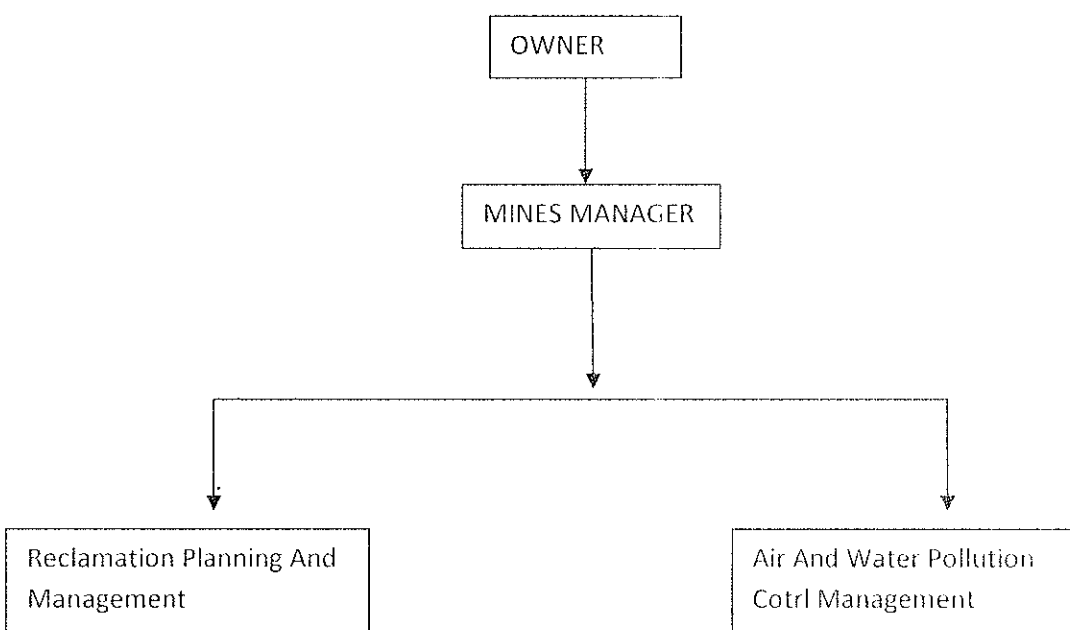 OWNER
MINES MANAGER
Reclamation Planning And
Management
Air And Water Pollution
Cotrl Management